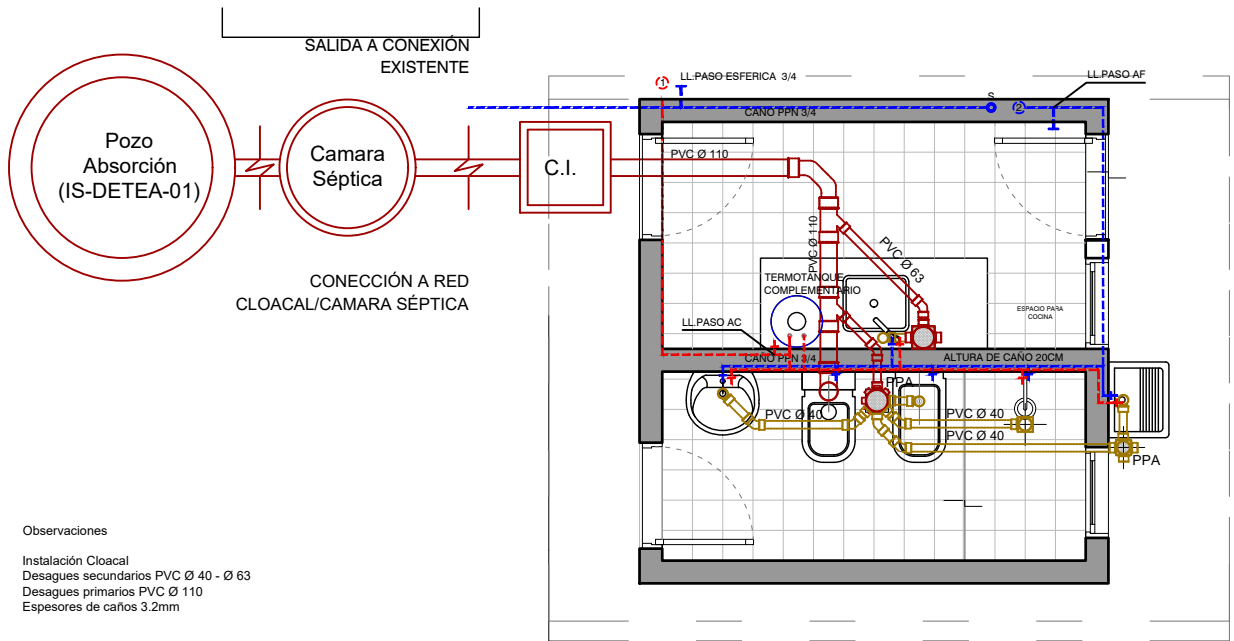 SALIDA A CONEXIÓN
EXISTENTE
1
LL.PASO ESFERICA 3/4
LL.PASO AF
S
2
CAÑO PPN 3/4
Pozo
Absorción
(IS-DETEA-01)
Camara
Séptica
C.I.
PVC Ø 110
PVC Ø 110
PVC Ø 63
CONECCIÓN A RED
CLOACAL/CAMARA SÉPTICA
TERMOTANQUE
COMPLEMENTARIO
ESPACIO PARA
COCINA
LL.PASO AC
CAÑO PPN 3/4
ALTURA DE CAÑO 20CM
PPA
PVC Ø 40
PVC Ø 40
PVC Ø 40
PPA
Observaciones
Instalación Cloacal
Desagues secundarios PVC Ø 40 - Ø 63
Desagues primarios PVC Ø 110
Espesores de caños 3.2mm